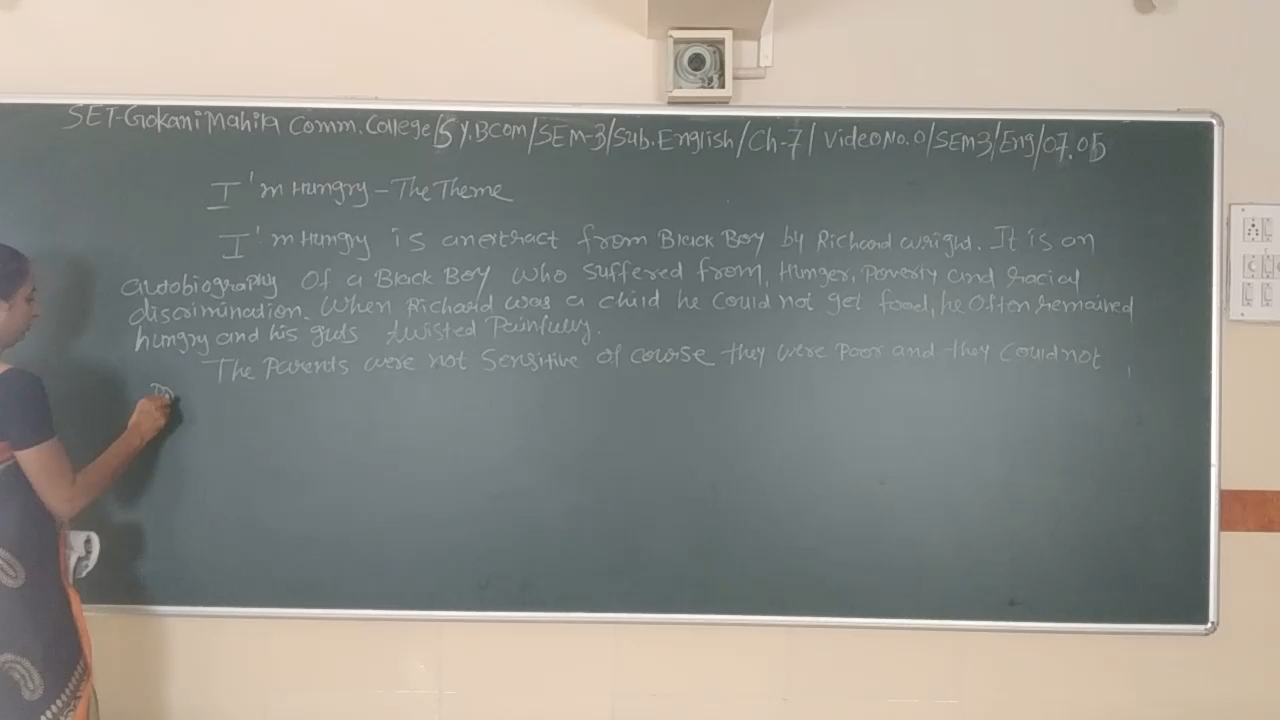 SET-Gokani Mahila Comm. College/S.Y.BCom/SEM-3/Sub. English/Ch-7/Video No. 0/SEM3/Eng/07.05
I'm Hungry - The Theme
I'm Hungry is an extract from Black Boy by Richard Wright. It is an
autobiography of a Black Boy who suffered from, Hunger, Poverty and racial
discrimination. When Richard was a child he could not get food, he often remained
hungry and his guts twisted Painfully.
The Parents were not Sensitive of course they were Poor and they Could not